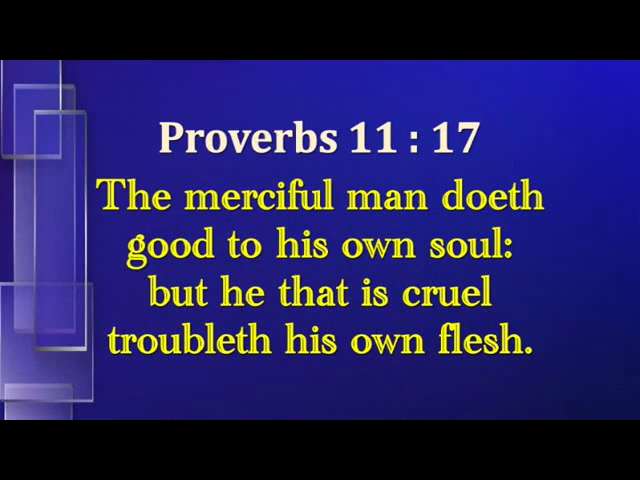 Proverbs 11 : 17
The merciful man doeth
good to his own soul:
but he that is cruel
troubleth his own flesh.